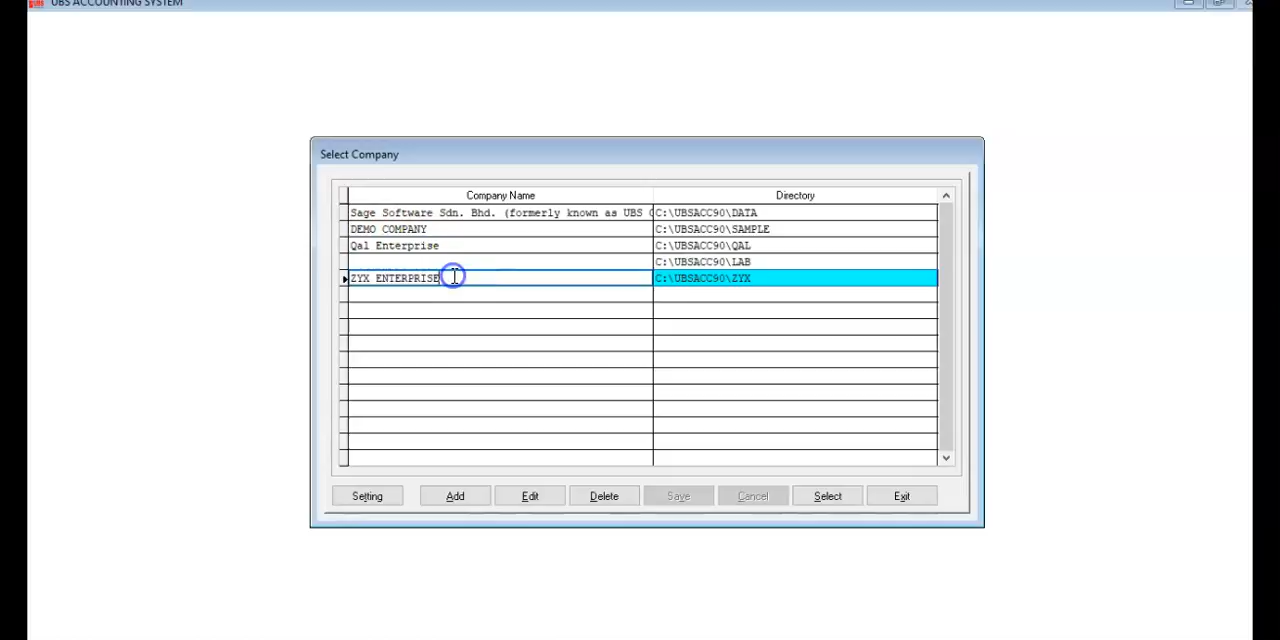 UBS ACCOUNTING SYSTEM
Select Company
Company Name Directory
Sage Software Sdn. Bhd. (formerly known as UBS C:\UBSACC90\DATA
DEMO COMPANY C:\UBSACC90\SAMPLE
Qal Enterprise C:\UBSACC90\QAL
C:\UBSACC90\LAB
ZYX ENTERPRISE C:\UBSACC90\ZYX
Setting Add Edit Delete Save Cancel Select Exit